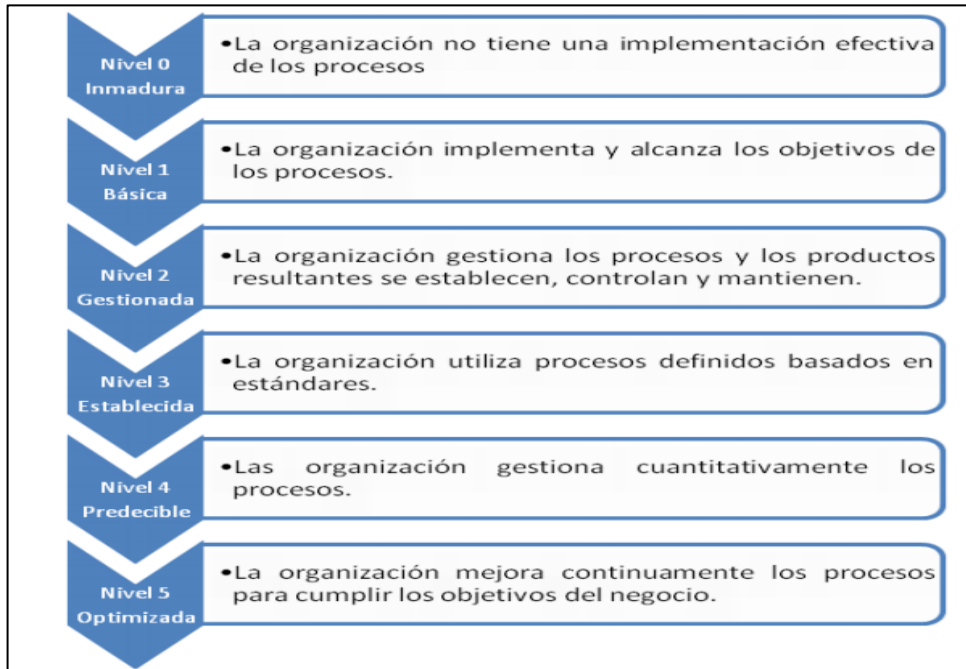 Nivel 0
Inmadura
•La organización no tiene una implementación efectiva
de los procesos
Nivel 1
Básica
•La organización implementa y alcanza los objetivos de
los procesos.
Nivel 2
Gestionada
•La organización gestiona los procesos y los productos
resultantes se establecen, controlan y mantienen.
Nivel 3
Establecida
•La organización utiliza procesos definidos basados en
estándares.
Nivel 4
Predecible
•Las organización gestiona cuantitativamente los
procesos.
Nivel 5
Optimizada
•La organización mejora continuamente los procesos
para cumplir los objetivos del negocio.